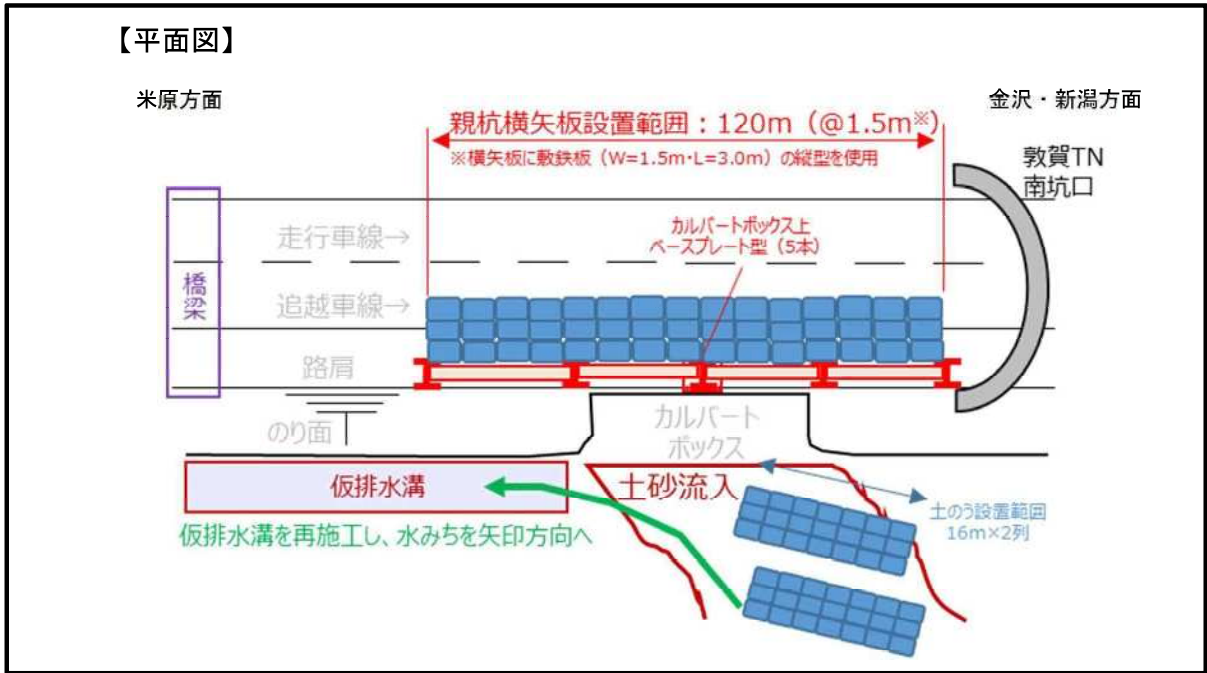 【平面図】
米原方面
金沢・新潟方面
親杭横矢板設置範囲：120m（@1.5m※）
※横矢板に敷鉄板（W=1.5m･L=3.0m）の縦型を使用
敦賀TN
南坑口
カルバートボックス上
ベースプレート型（5本）
走行車線→
橋梁
追越車線→
路肩
のり面
カルバート
ボックス
仮排水溝
土砂流入
土のう設置範囲
16m×2列
仮排水溝を再施工し、水みちを矢印方向へ